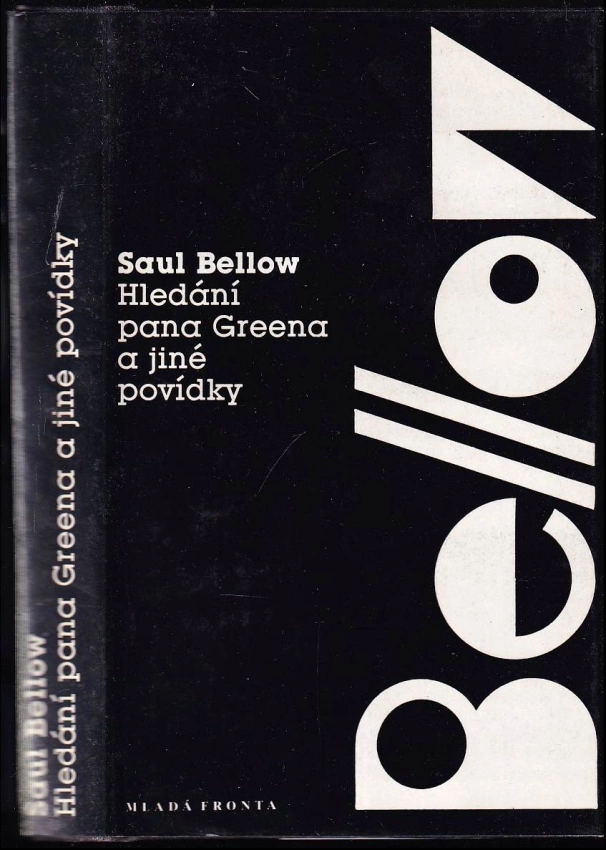 Saul Bellow
Hledání pana Greena a jiné povídky
Saul Bellow
Hledání
pana Greena
a jiné
povídky
Bellow
MLADÁ FRONTA